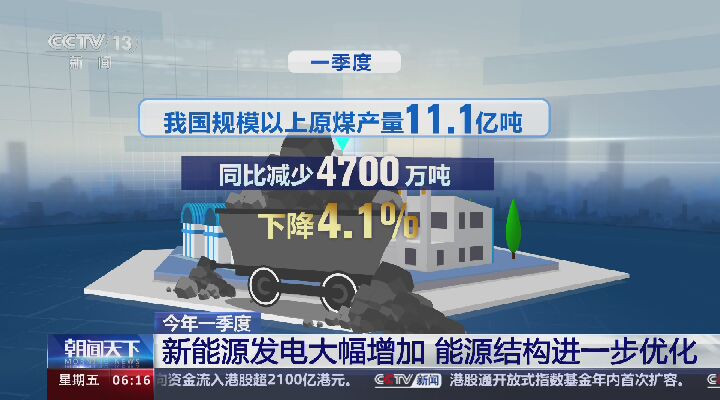 CCTV 13
新闻
一季度
我国规模以上原煤产量11.1亿吨
同比减少4700万吨
下降4.1%
今年一季度
朝闻天下
MORNING NEWS
新能源发电大幅增加 能源结构进一步优化
星期五 06:16 向资金流入港股超2100亿港元。 CCTV 新闻 港股通开放式指数基金年内首次扩容。 CCTV